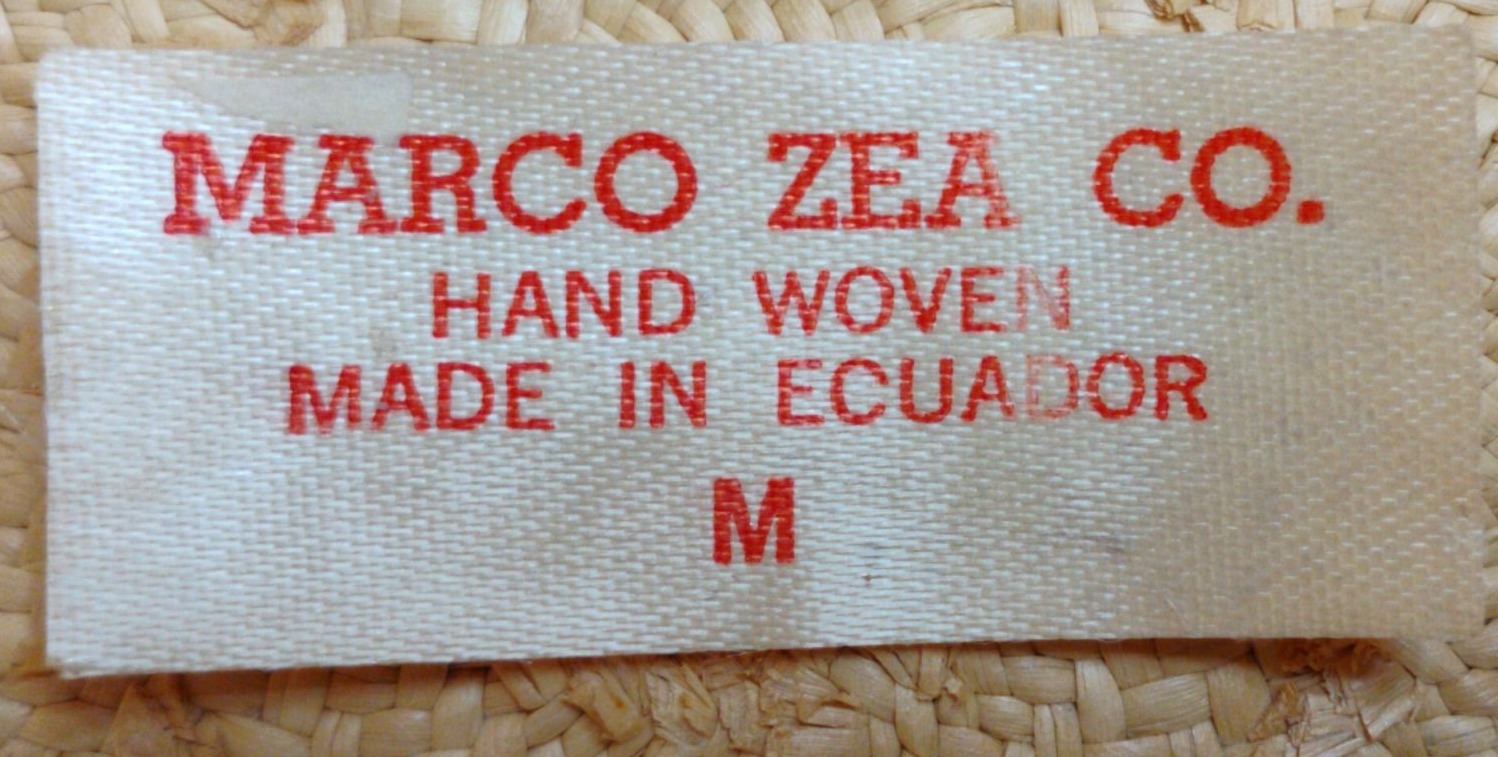 MARCO ZEA CO.
HAND WOVEN
MADE IN ECUADOR
M